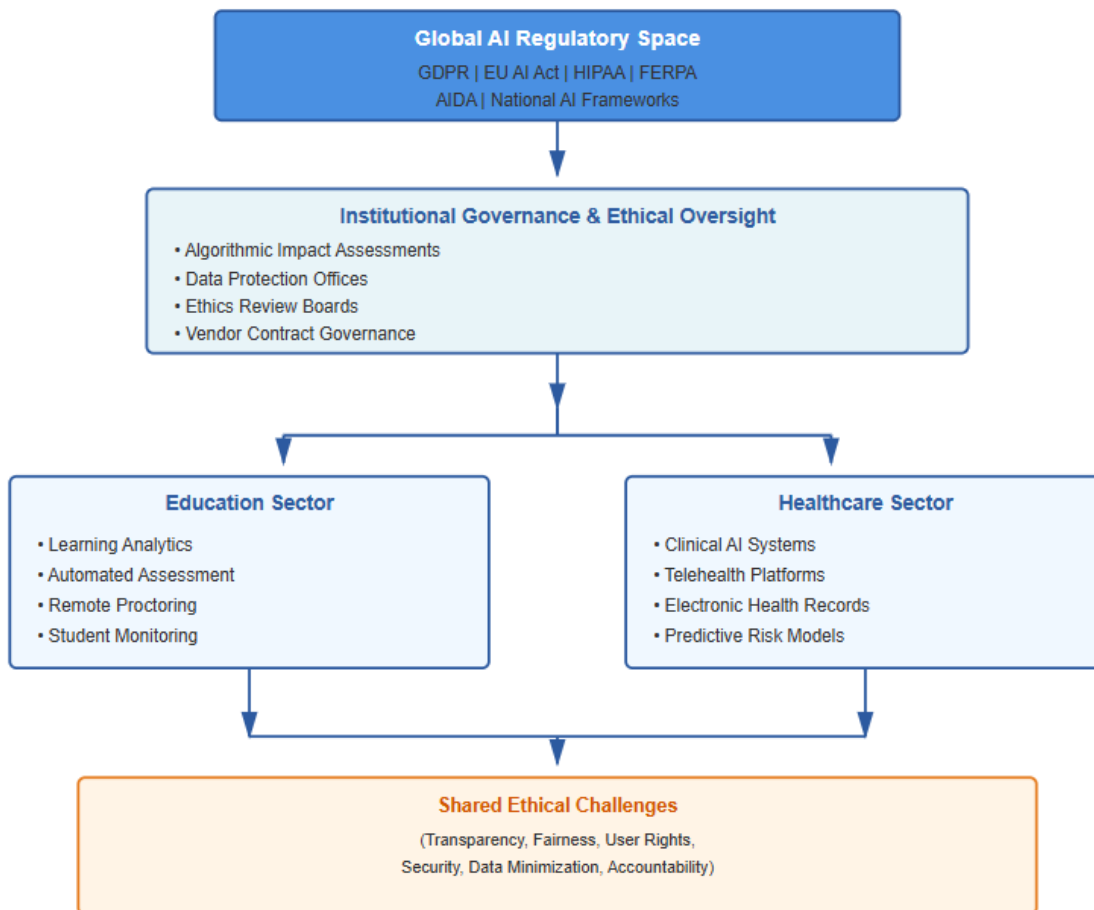 Global AI Regulatory Space
GDPR | EU AI Act | HIPAA | FERPA
AIDA | National AI Frameworks
Institutional Governance & Ethical Oversight
• Algorithmic Impact Assessments
• Data Protection Offices
• Ethics Review Boards
• Vendor Contract Governance
Education Sector
• Learning Analytics
• Automated Assessment
• Remote Proctoring
• Student Monitoring
Healthcare Sector
• Clinical AI Systems
• Telehealth Platforms
• Electronic Health Records
• Predictive Risk Models
Shared Ethical Challenges
(Transparency, Fairness, User Rights,
Security, Data Minimization, Accountability)